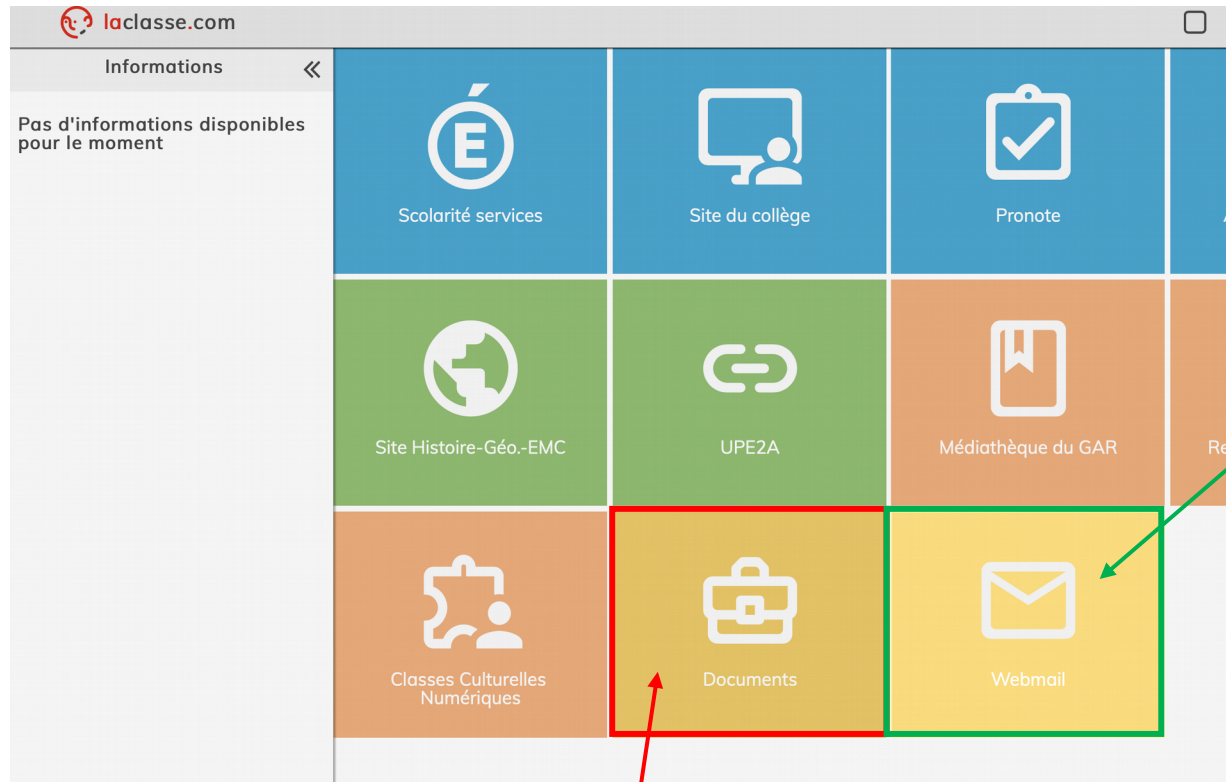 laclasse.com
Informations
Pas d'informations disponibles
pour le moment
Scolarité services
Site du collège
Pronote
Site Histoire-Géo.-EMC
UPE2A
Médiathèque du GAR
Classes Culturelles
Numériques
Documents
Webmail